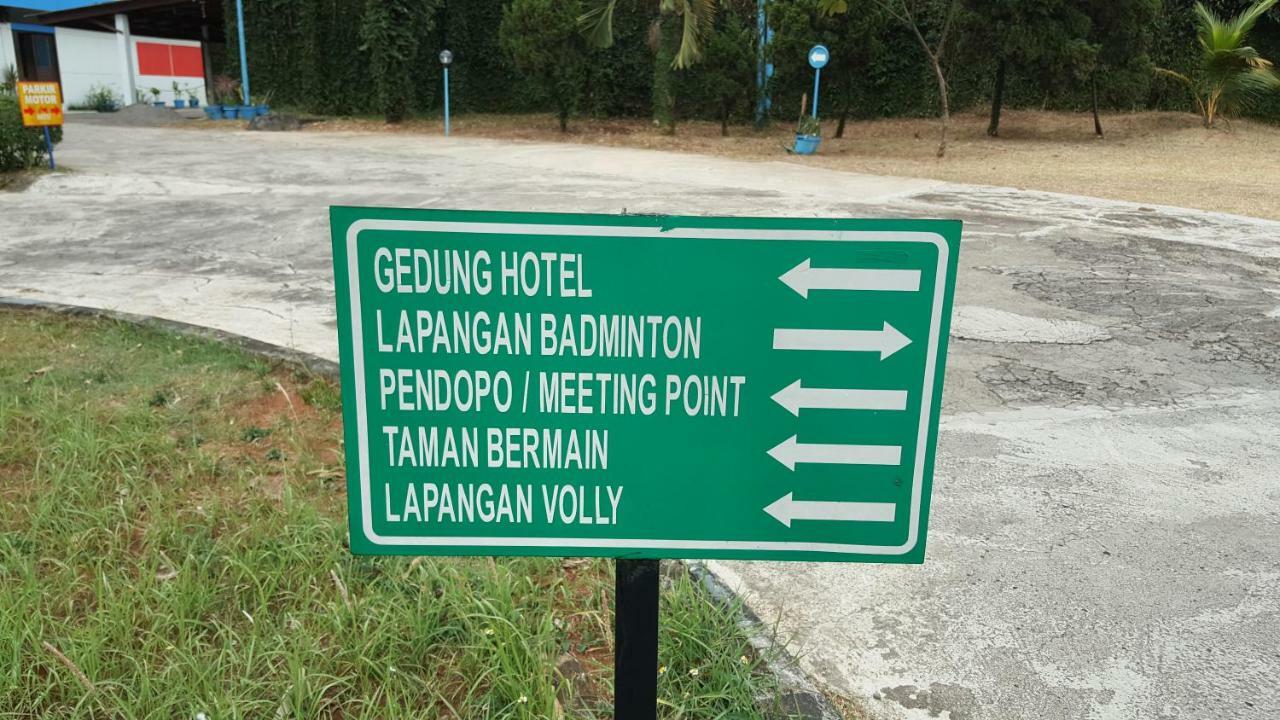 PARKIR
MOTOR
GEDUNG HOTEL
LAPANGAN BADMINTON
PENDOPO / MEETING POINT
TAMAN BERMAIN
LAPANGAN VOLLY